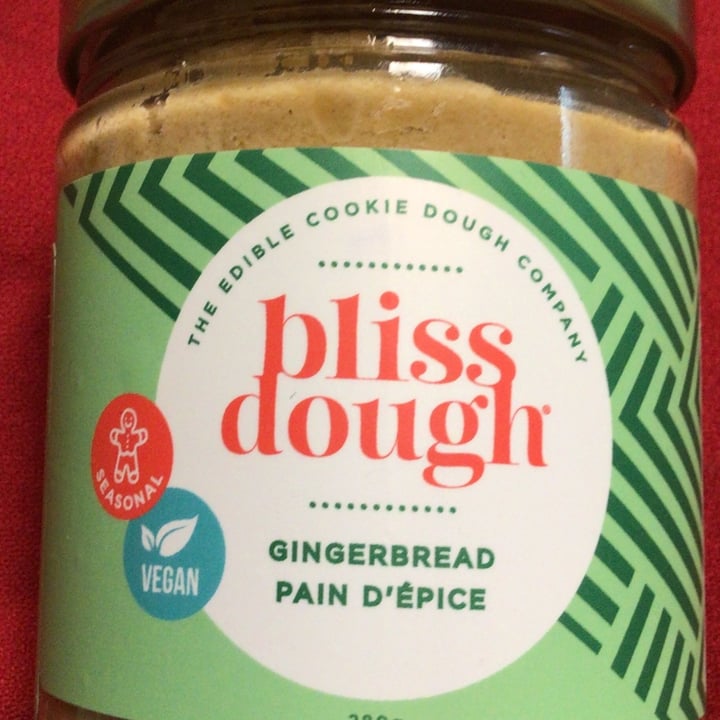 THE EDIBLE COOKIE DOUGH COMPANY
bliss
dough
SEASONAL
VEGAN
GINGERBREAD
PAIN D'ÉPICE